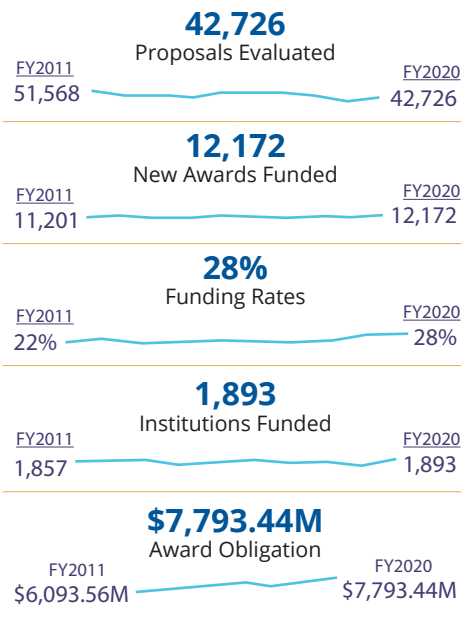 42,726
Proposals Evaluated
FY2011
FY2020
51,568
42,726
12,172
New Awards Funded
FY2011
FY2020
11,201
12,172
28%
Funding Rates
FY2011
FY2020
22%
28%
1,893
Institutions Funded
FY2011
FY2020
1,857
1,893
$7,793.44M
Award Obligation
FY2011
FY2020
$6,093.56M
$7,793.44M